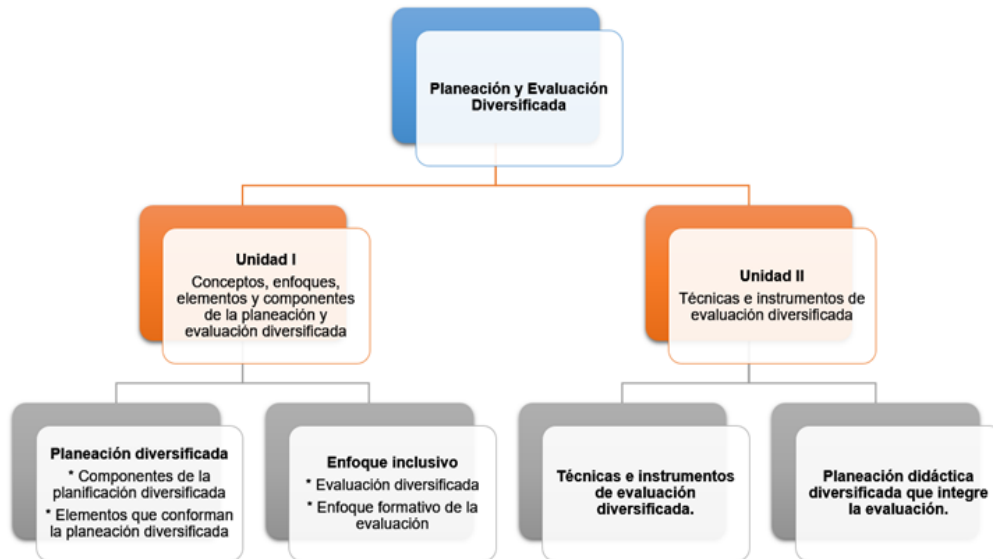 Planeación y Evaluación
Diversificada
Unidad I
Conceptos, enfoques,
elementos y componentes
de la planeación y
evaluación diversificada
Unidad II
Técnicas e instrumentos de
evaluación diversificada
Planeación diversificada
* Componentes de la
planificación diversificada
* Elementos que conforman
la planeación diversificada
Enfoque inclusivo
* Evaluación diversificada
* Enfoque formativo de la
evaluación
Técnicas e instrumentos
de evaluación
diversificada.
Planeación didáctica
diversificada que integre
la evaluación.